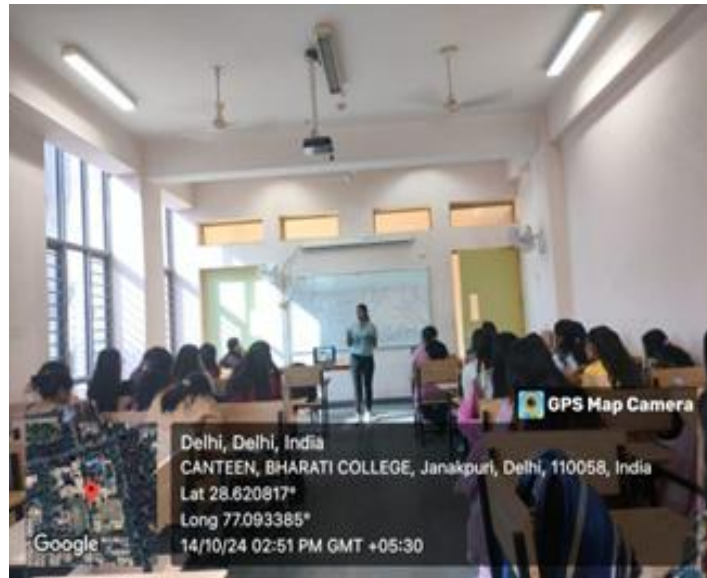 GPS Map Camera
Delhi, Delhi, India
CANTEEN, BHARATI COLLEGE, Janakpuri, Delhi, 110058, India
Lat 28.620817°
Long 77.093385°
14/10/24 02:51 PM GMT +05:30
Google